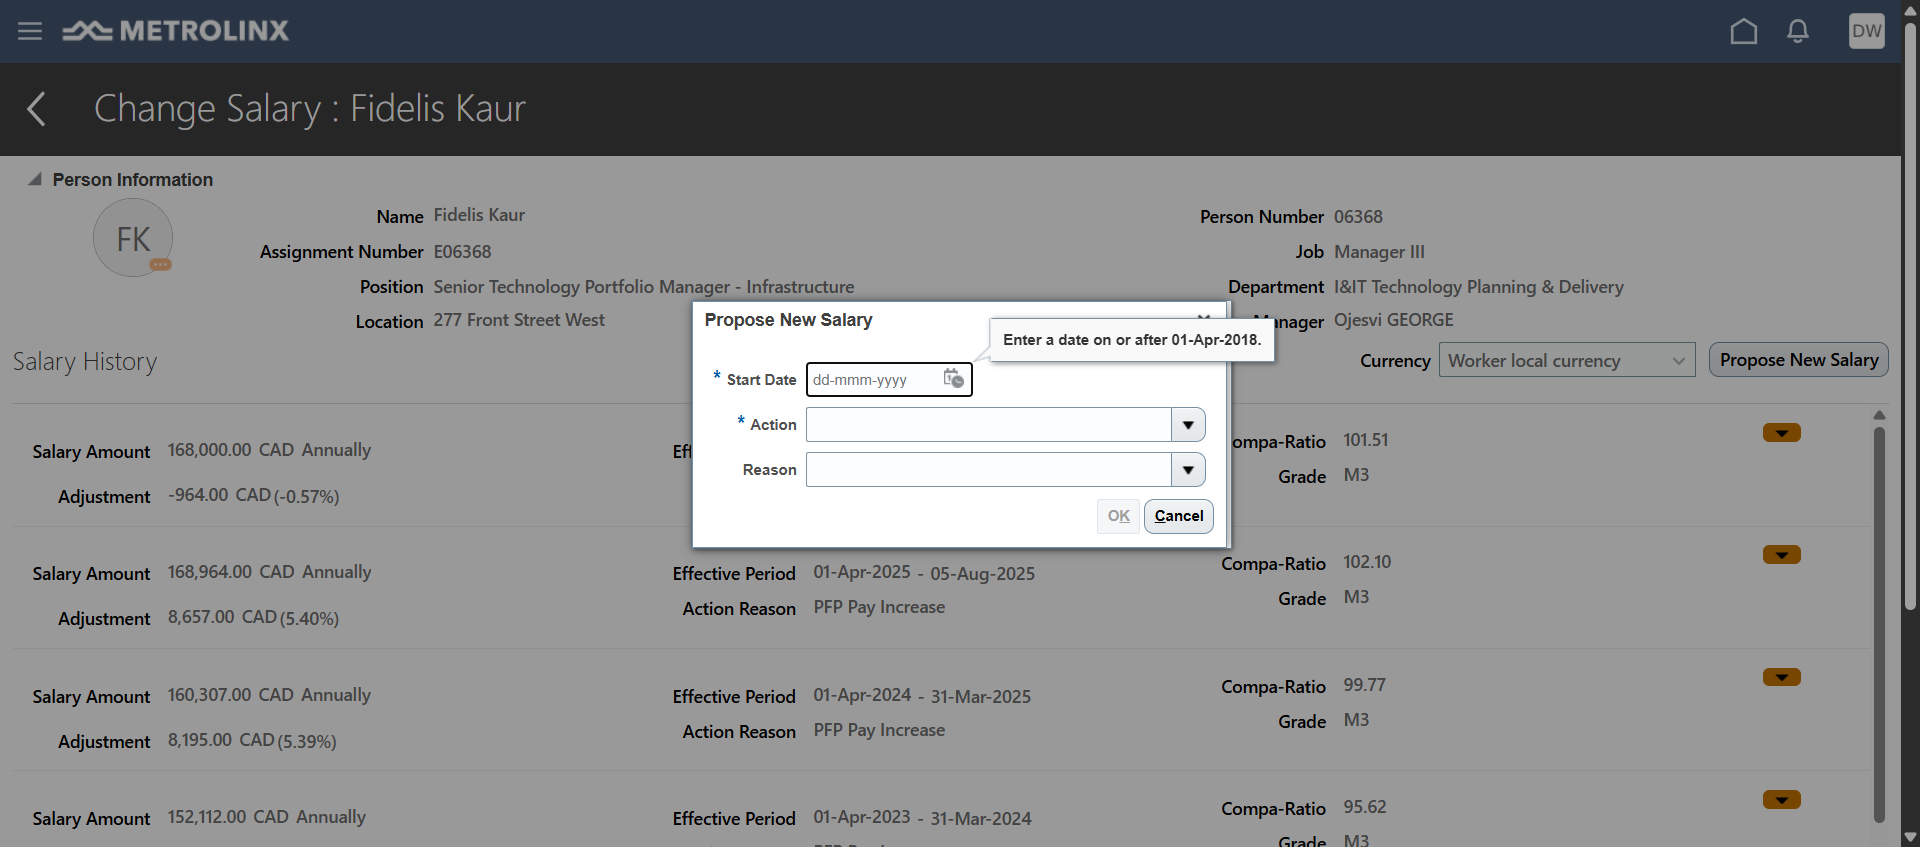 METROLINX
DW
Change Salary : Fidelis Kaur
Person Information
FK
Name Fidelis Kaur
Person Number 06368
Assignment Number E06368
Job Manager III
Position Senior Technology Portfolio Manager - Infrastructure
Department I&IT Technology Planning & Delivery
Location 277 Front Street West
Manager Ojesvi GEORGE
Salary History
Currency Worker local currency
Propose New Salary
Propose New Salary
Enter a date on or after 01-Apr-2018.
* Start Date dd-mmm-yyyy
* Action
Reason
OK Cancel
Salary Amount 168,000.00 CAD Annually
Eff
ompa-Ratio 101.51
Grade M3
Adjustment -964.00 CAD (-0.57%)
Salary Amount 168,964.00 CAD Annually
Effective Period 01-Apr-2025 - 05-Aug-2025
Compa-Ratio 102.10
Adjustment 8,657.00 CAD (5.40%)
Action Reason PFP Pay Increase
Grade M3
Salary Amount 160,307.00 CAD Annually
Effective Period 01-Apr-2024 - 31-Mar-2025
Compa-Ratio 99.77
Adjustment 8,195.00 CAD (5.39%)
Action Reason PFP Pay Increase
Grade M3
Salary Amount 152,112.00 CAD Annually
Effective Period 01-Apr-2023 - 31-Mar-2024
Compa-Ratio 95.62
Grade M3